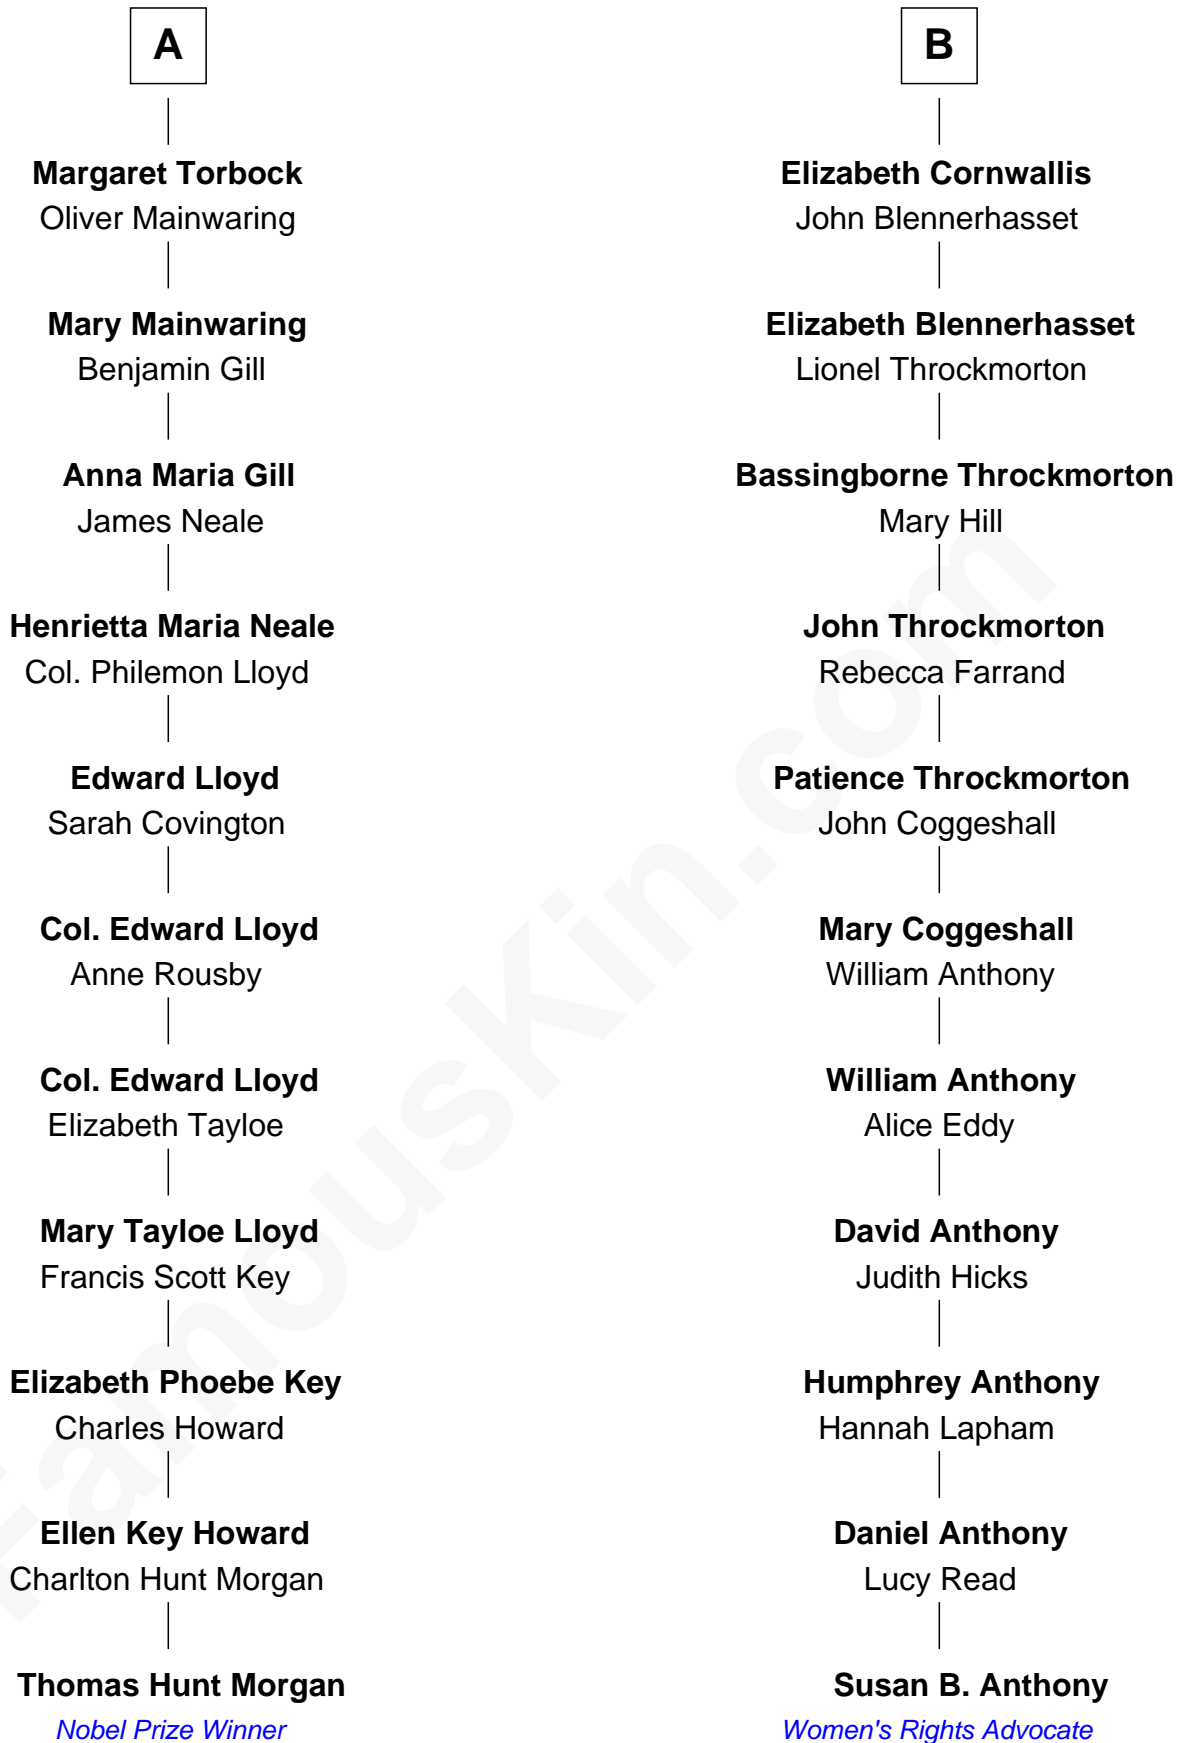 A
Margaret Torbock
Oliver Mainwaring
Mary Mainwaring
Benjamin Gill
Anna Maria Gill
James Neale
Henrietta Maria Neale
Col. Philemon Lloyd
Edward Lloyd
Sarah Covington
Col. Edward Lloyd
Anne Rousby
Col. Edward Lloyd
Elizabeth Tayloe
Mary Tayloe Lloyd
Francis Scott Key
Elizabeth Phoebe Key
Charles Howard
Ellen Key Howard
Charlton Hunt Morgan
Thomas Hunt Morgan
Nobel Prize Winner
B
Elizabeth Cornwallis
John Blennerhasset
Elizabeth Blennerhasset
Lionel Throckmorton
Bassingborne Throckmorton
Mary Hill
John Throckmorton
Rebecca Farrand
Patience Throckmorton
John Coggeshall
Mary Coggeshall
William Anthony
William Anthony
Alice Eddy
David Anthony
Judith Hicks
Humphrey Anthony
Hannah Lapham
Daniel Anthony
Lucy Read
Susan B. Anthony
Women's Rights Advocate
FamousKin.com